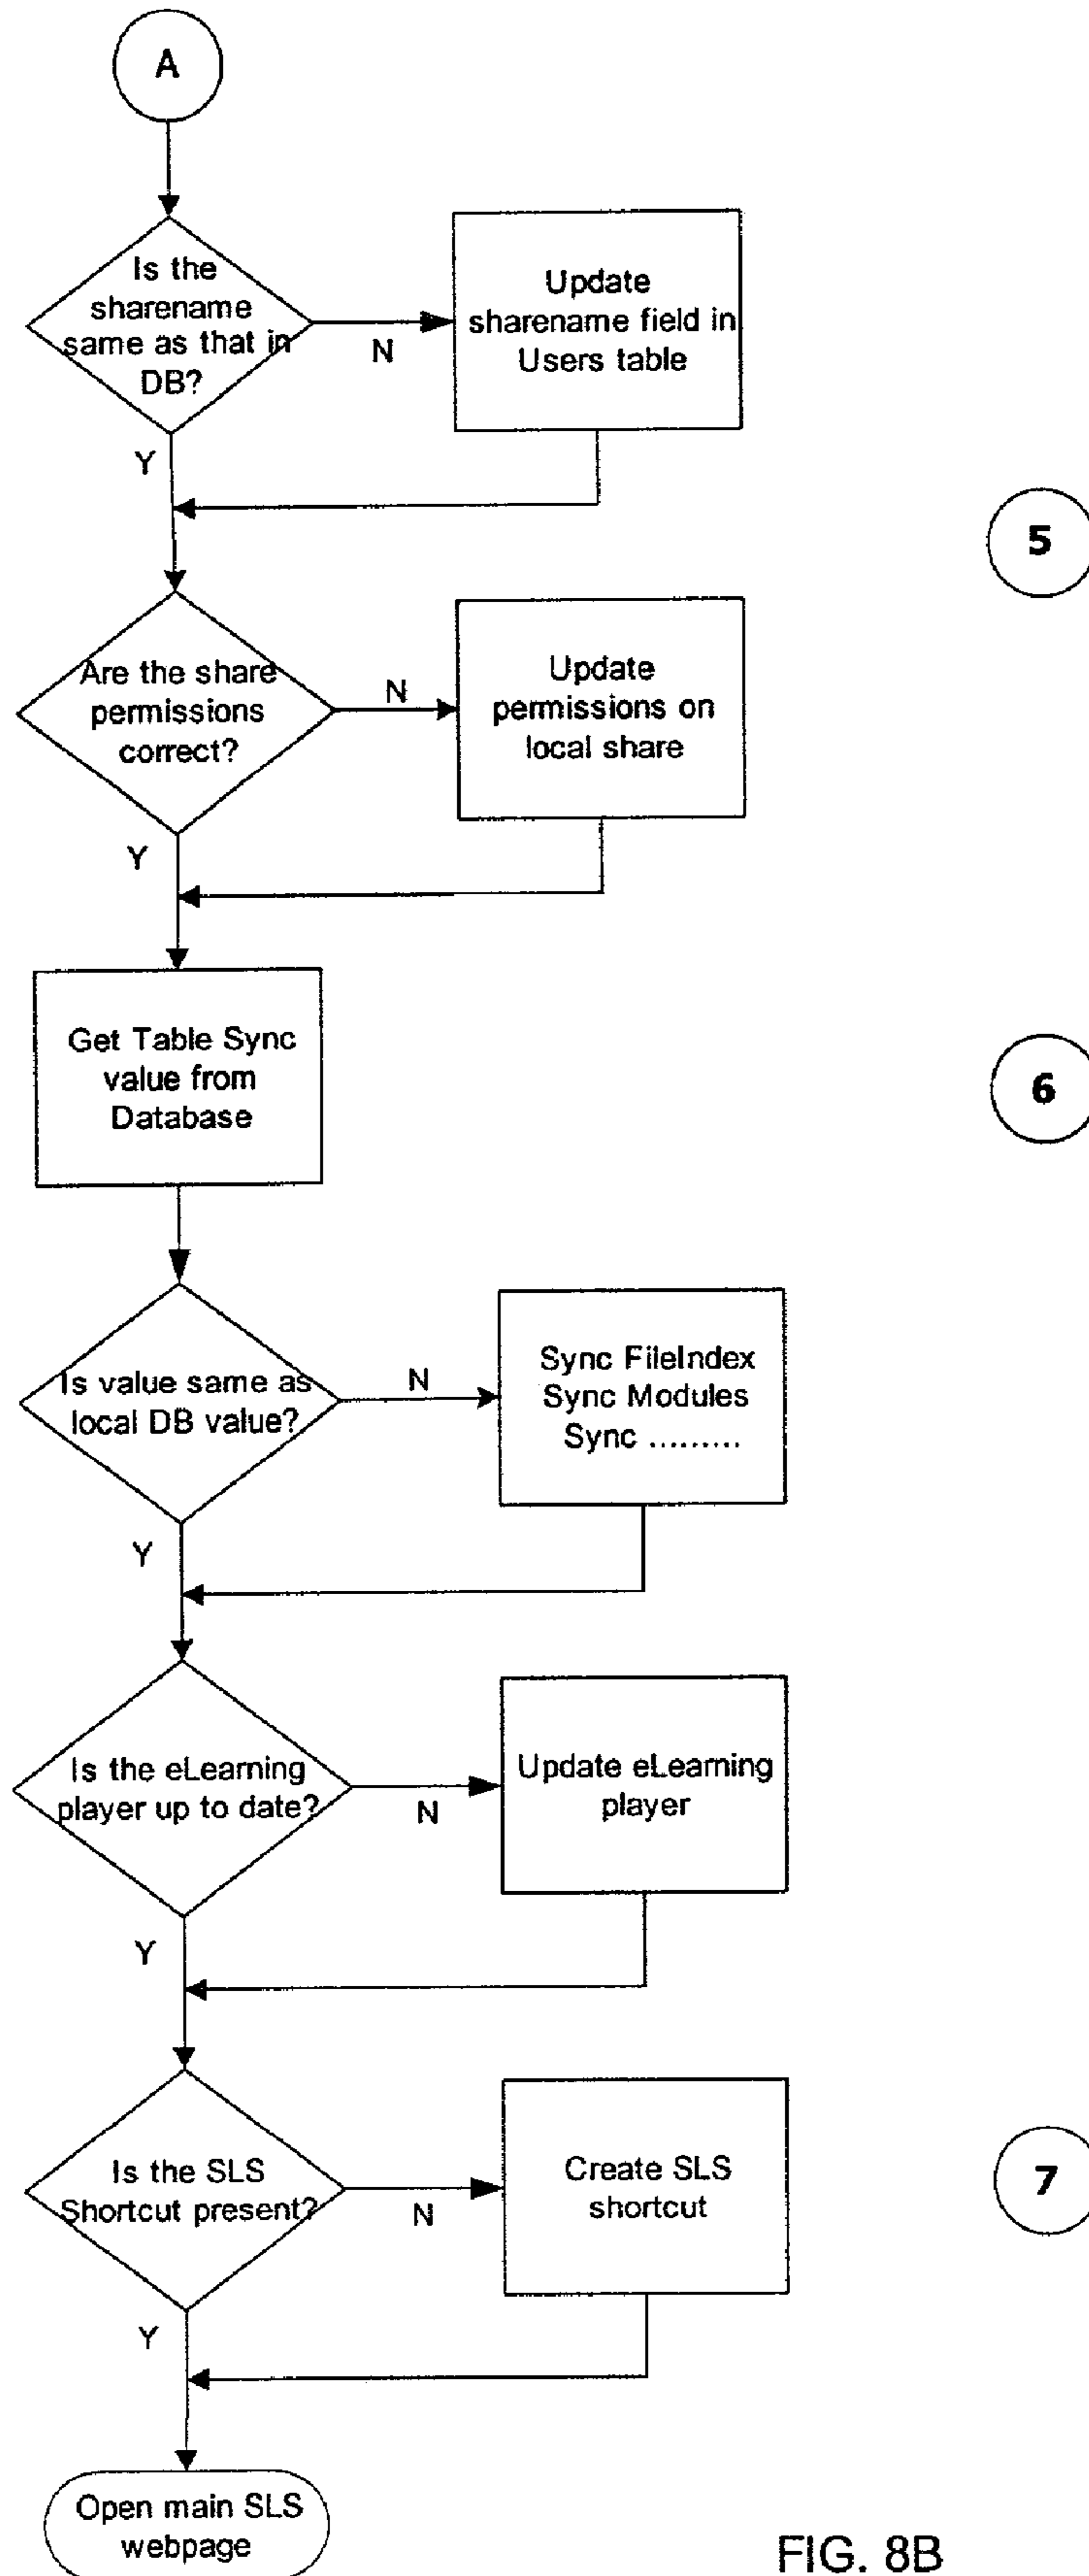 A
Is the
sharename
same as that in
DB?
N
Update
sharename field in
Users table
Y
5
Are the share
permissions
correct?
N
Update
permissions on
local share
Y
Get Table Sync
value from
Database
6
Is value same as
local DB value?
N
Sync FileIndex
Sync Modules
Sync .........
Y
Is the eLearning
player up to date?
N
Update eLearning
player
Y
Is the SLS
Shortcut present?
N
Create SLS
shortcut
7
Y
Open main SLS
webpage
FIG. 8B